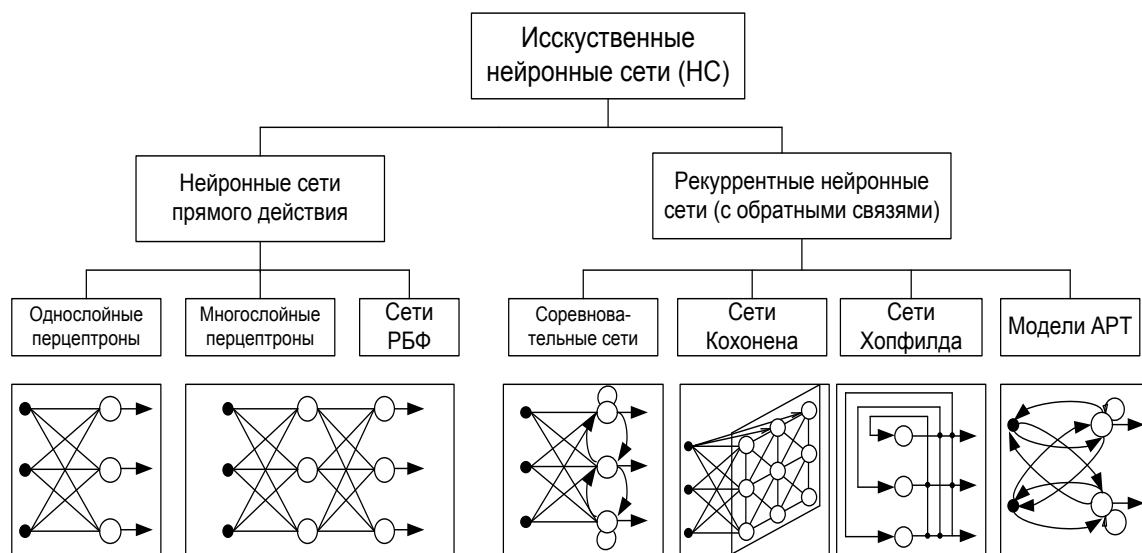 Исскуственные
нейронные сети (НС)
Нейронные сети
прямого действия
Рекуррентные нейронные
сети (с обратными связями)
Однослойные
перцептроны
Многослойные
перцептроны
Сети
РБФ
Соревнова-
тельные сети
Сети
Кохонена
Сети
Хопфилда
Модели АРТ